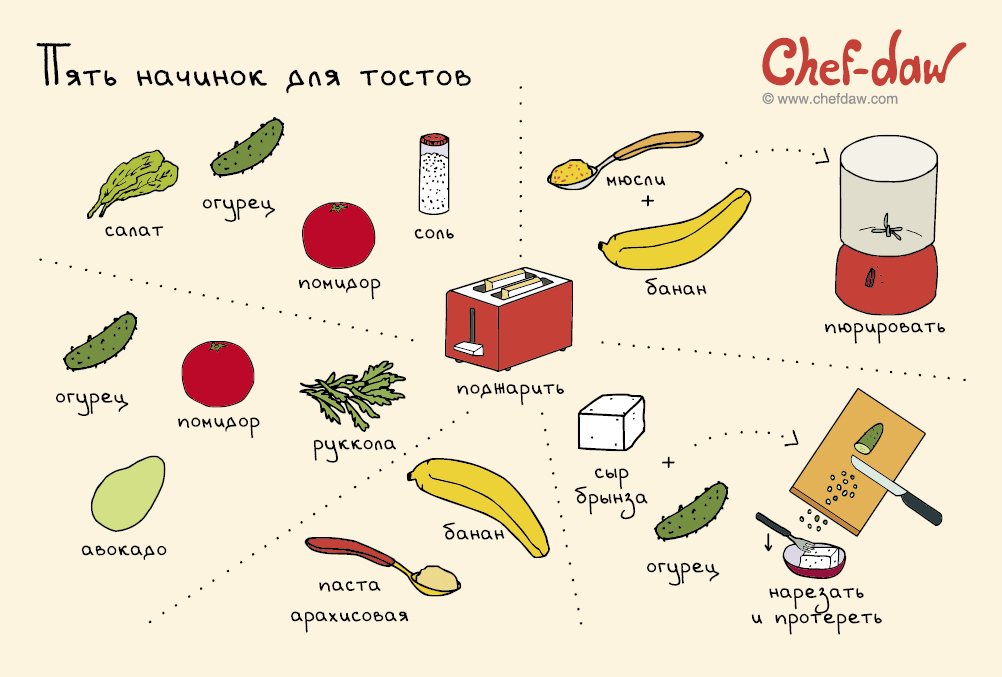 Пять начинок для тостов
Chef-daw
© www.chefdaw.com
салат
огурец
помидор
соль
мюсли
+
банан
пюрировать
огурец
помидор
руккола
авокадо
поджарить
банан
паста
арахисовая
сыр
брынза
+
огурец
нарезать
и протереть